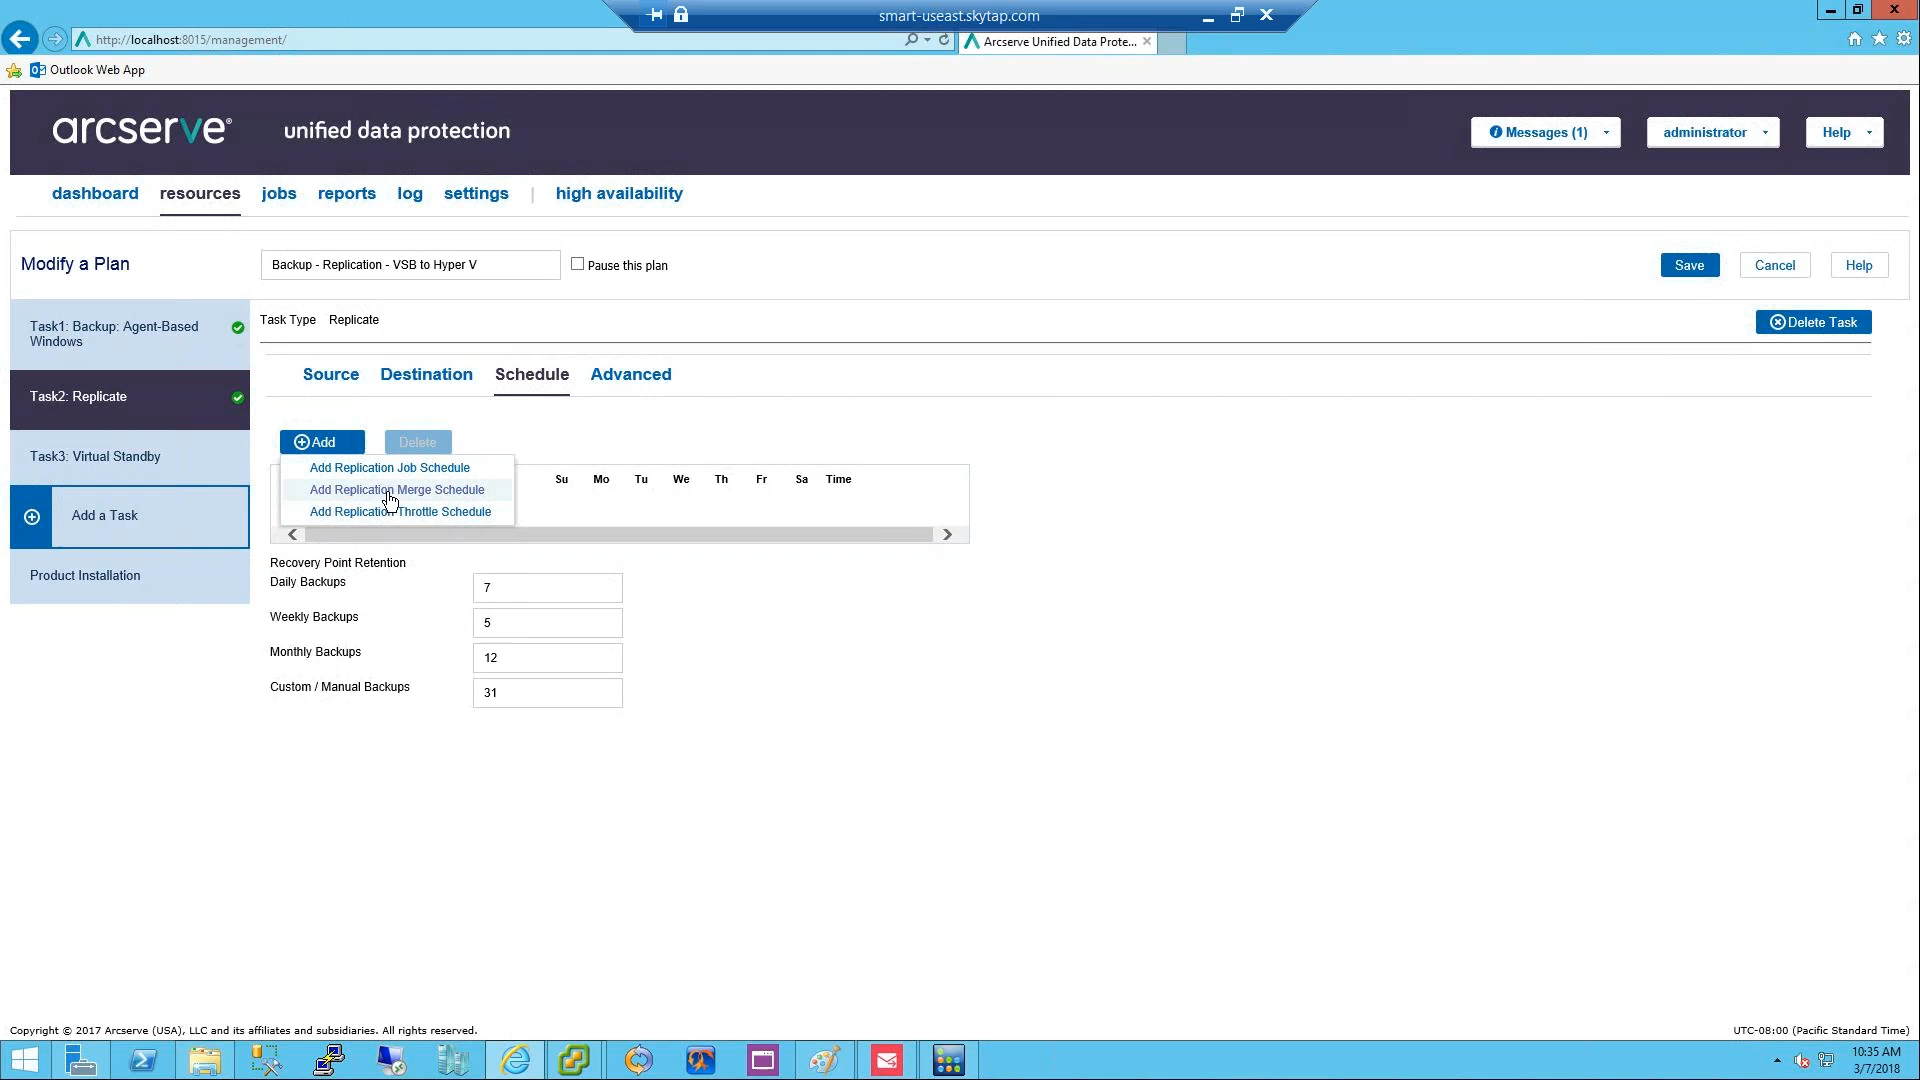 smart-useast.skytap.com
http://localhost:8015/management/
Arcserve Unified Data Prote...
Outlook Web App
arcserve®
unified data protection
Messages (1)
administrator
Help
dashboard
resources
jobs
reports
log
settings
|
high availability
Modify a Plan
Backup - Replication - VSB to Hyper V
Pause this plan
Save
Cancel
Help
Task1: Backup: Agent-Based
Windows
Task2: Replicate
Task3: Virtual Standby
Add a Task
Product Installation
Task Type Replicate
Delete Task
Source
Destination
Schedule
Advanced
Add
Delete
Add Replication Job Schedule
Add Replication Merge Schedule
Add Replication Throttle Schedule
Su Mo Tu We Th Fr Sa Time
Recovery Point Retention
Daily Backups 7
Weekly Backups 5
Monthly Backups 12
Custom / Manual Backups 31
Copyright © 2017 Arcserve (USA), LLC and its affiliates and subsidiaries. All rights reserved.
UTC-08:00 (Pacific Standard Time)
10:35 AM
3/7/2018